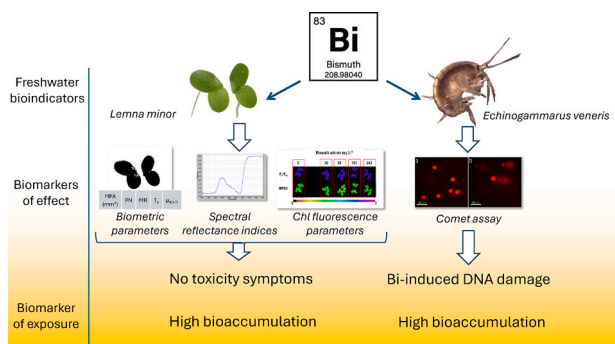 83
Bi
Bismuth
208.98040
Freshwater
bioindicators
Lemna minor
Echinogammarus veneris
Biomarkers
of effect
MFA
(mm²)
FN
MR
Biometric
parameters
Spectral
reflectance indices
Chl fluorescence
parameters
Comet assay
No toxicity symptoms
Bi-induced DNA damage
Biomarker
of exposure
High bioaccumulation
High bioaccumulation